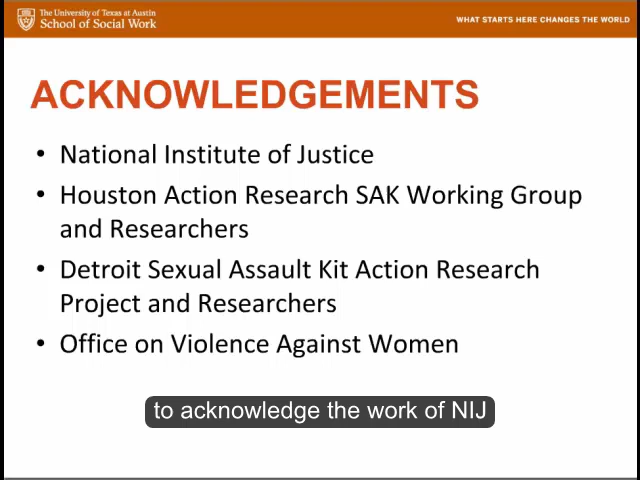 The University of Texas at Austin
School of Social Work
WHAT STARTS HERE CHANGES THE WORLD
ACKNOWLEDGEMENTS
• National Institute of Justice
• Houston Action Research SAK Working Group
and Researchers
• Detroit Sexual Assault Kit Action Research
Project and Researchers
• Office on Violence Against Women
to acknowledge the work of NIJ